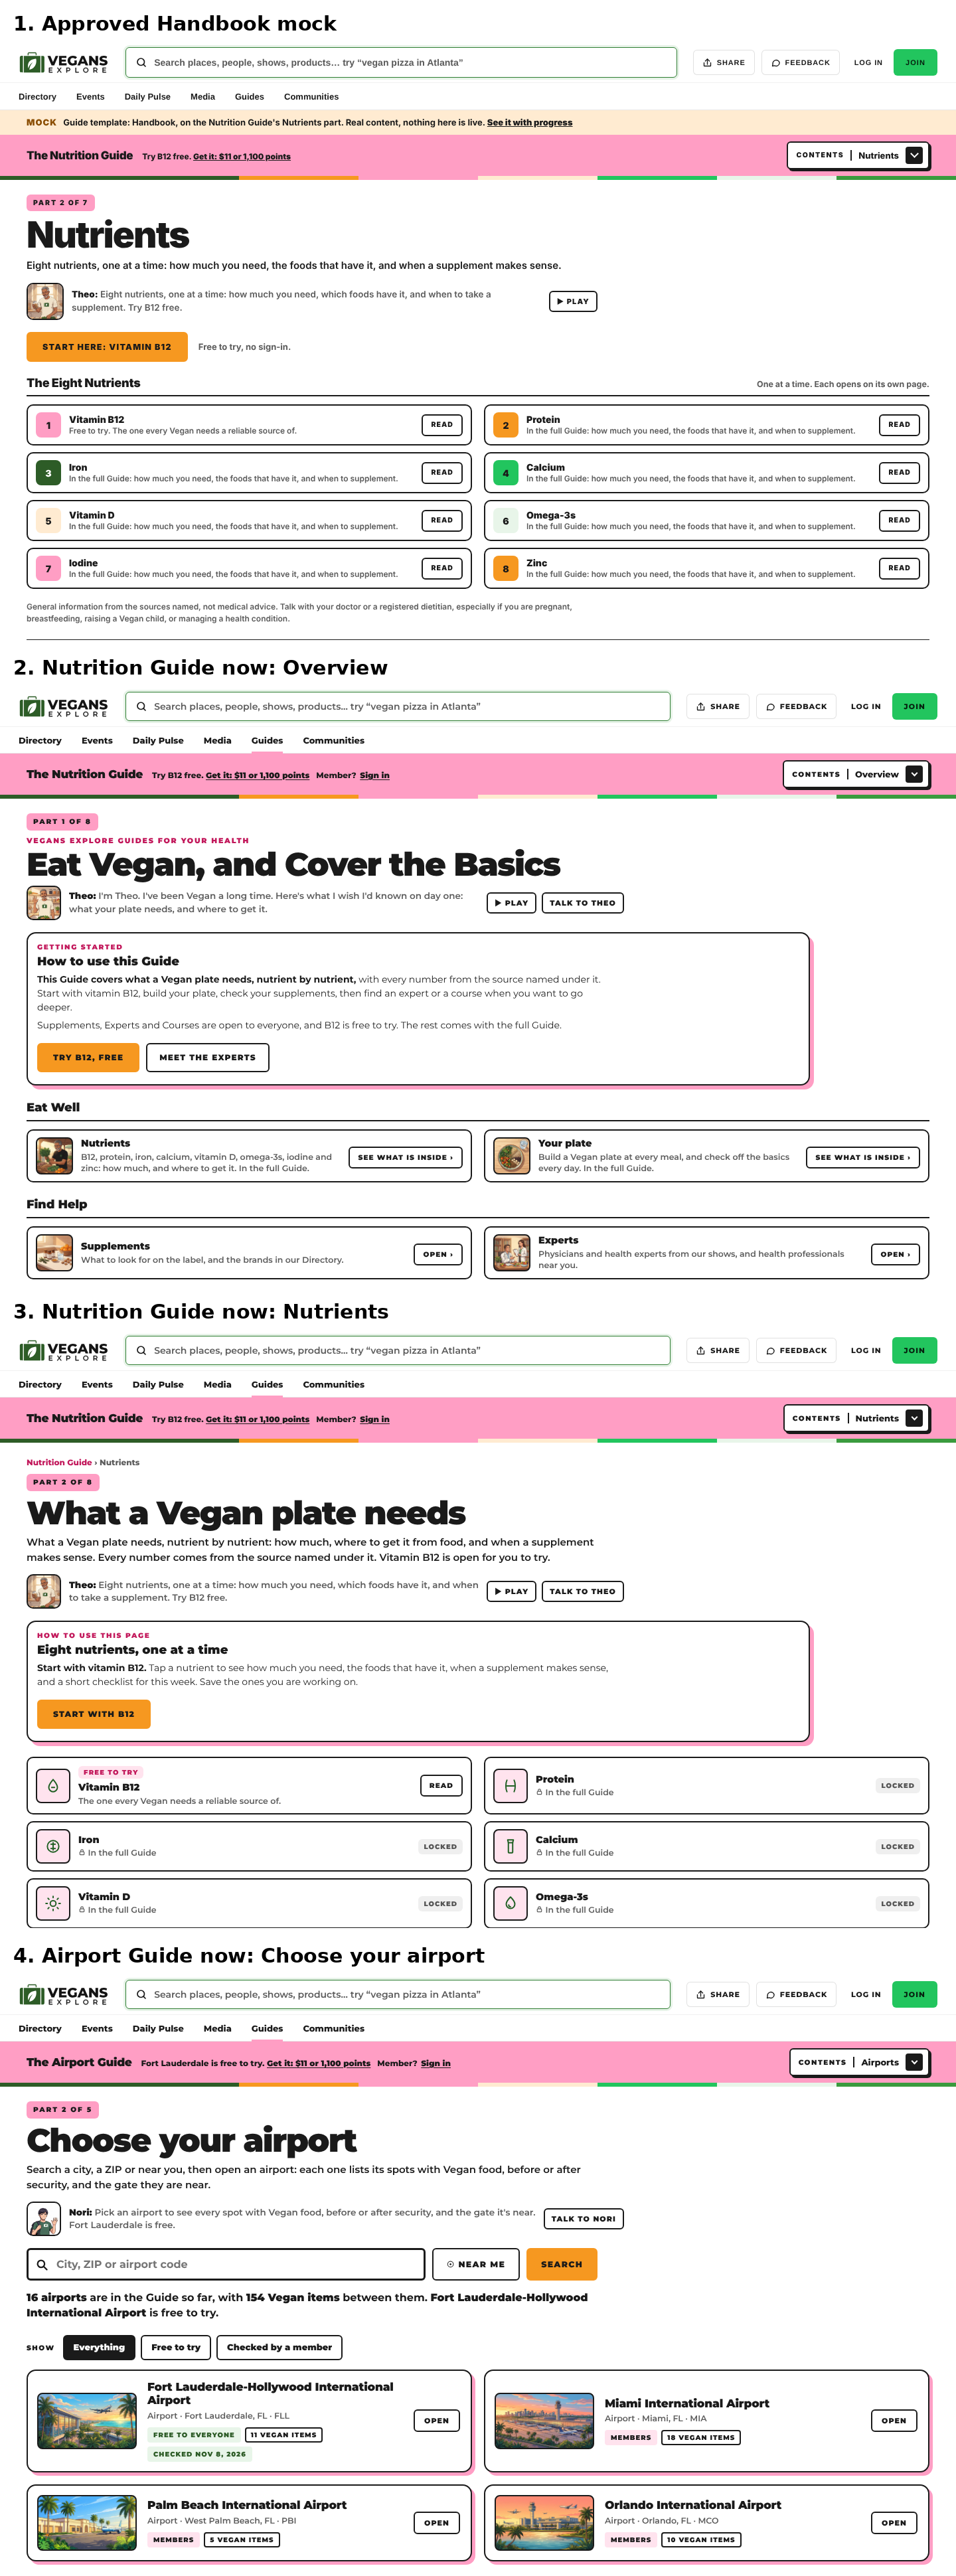 1. Approved Handbook mock
VEGANS
EXPLORE
Search places, people, shows, products... try “vegan pizza in Atlanta”
SHARE
FEEDBACK
LOG IN
JOIN
Directory Events Daily Pulse Media Guides Communities
MOCK Guide template: Handbook, on the Nutrition Guide's Nutrients part. Real content, nothing here is live. See it with progress
The Nutrition Guide Try B12 free. Get it: $11 or 1,100 points
CONTENTS | Nutrients
PART 2 OF 7
Nutrients
Eight nutrients, one at a time: how much you need, the foods that have it, and when a supplement makes sense.
Theo: Eight nutrients, one at a time: how much you need, which foods have it, and when to take a
supplement. Try B12 free.
▶ PLAY
START HERE: VITAMIN B12
Free to try, no sign-in.
The Eight Nutrients
One at a time. Each opens on its own page.
1
Vitamin B12
Free to try. The one every Vegan needs a reliable source of.
READ
2
Protein
In the full Guide: how much you need, the foods that have it, and when to supplement.
READ
3
Iron
In the full Guide: how much you need, the foods that have it, and when to supplement.
READ
4
Calcium
In the full Guide: how much you need, the foods that have it, and when to supplement.
READ
5
Vitamin D
In the full Guide: how much you need, the foods that have it, and when to supplement.
READ
6
Omega-3s
In the full Guide: how much you need, the foods that have it, and when to supplement.
READ
7
Iodine
In the full Guide: how much you need, the foods that have it, and when to supplement.
READ
8
Zinc
In the full Guide: how much you need, the foods that have it, and when to supplement.
READ
General information from the sources named, not medical advice. Talk with your doctor or a registered dietitian, especially if you are pregnant,
breastfeeding, raising a Vegan child, or managing a health condition.
2. Nutrition Guide now: Overview
VEGANS
EXPLORE
Search places, people, shows, products... try “vegan pizza in Atlanta”
SHARE
FEEDBACK
LOG IN
JOIN
Directory Events Daily Pulse Media Guides Communities
The Nutrition Guide Try B12 free. Get it: $11 or 1,100 points Member? Sign in
CONTENTS | Overview
PART 1 OF 8
VEGANS EXPLORE GUIDES FOR YOUR HEALTH
Eat Vegan, and Cover the Basics
Theo: I'm Theo. I've been Vegan a long time. Here's what I wish I'd known on day one:
what your plate needs, and where to get it.
▶ PLAY
TALK TO THEO
GETTING STARTED
How to use this Guide
This Guide covers what a Vegan plate needs, nutrient by nutrient, with every number from the source named under it.
Start with vitamin B12, build your plate, check your supplements, then find an expert or a course when you want to go
deeper.
Supplements, Experts and Courses are open to everyone, and B12 is free to try. The rest comes with the full Guide.
TRY B12, FREE
MEET THE EXPERTS
Eat Well
Nutrients
B12, protein, iron, calcium, vitamin D, omega-3s, iodine and
zinc: how much, and where to get it. In the full Guide.
SEE WHAT IS INSIDE ›
Your plate
Build a Vegan plate at every meal, and check off the basics
every day. In the full Guide.
SEE WHAT IS INSIDE ›
Find Help
Supplements
What to look for on the label, and the brands in our Directory.
OPEN ›
Experts
Physicians and health experts from our shows, and health professionals
near you.
OPEN ›
3. Nutrition Guide now: Nutrients
VEGANS
EXPLORE
Search places, people, shows, products... try “vegan pizza in Atlanta”
SHARE
FEEDBACK
LOG IN
JOIN
Directory Events Daily Pulse Media Guides Communities
The Nutrition Guide Try B12 free. Get it: $11 or 1,100 points Member? Sign in
CONTENTS | Nutrients
Nutrition Guide › Nutrients
PART 2 OF 8
What a Vegan plate needs
What a Vegan plate needs, nutrient by nutrient: how much, where to get it from food, and when a supplement
makes sense. Every number comes from the source named under it. Vitamin B12 is open for you to try.
Theo: Eight nutrients, one at a time: how much you need, which foods have it, and when
to take a supplement. Try B12 free.
▶ PLAY
TALK TO THEO
HOW TO USE THIS PAGE
Eight nutrients, one at a time
Start with vitamin B12. Tap a nutrient to see how much you need, the foods that have it, when a supplement makes sense,
and a short checklist for this week. Save the ones you are working on.
START WITH B12
FREE TO TRY
Vitamin B12
The one every Vegan needs a reliable source of.
READ
Protein
In the full Guide
LOCKED
Iron
In the full Guide
LOCKED
Calcium
In the full Guide
LOCKED
Vitamin D
In the full Guide
LOCKED
Omega-3s
In the full Guide
LOCKED
4. Airport Guide now: Choose your airport
VEGANS
EXPLORE
Search places, people, shows, products... try “vegan pizza in Atlanta”
SHARE
FEEDBACK
LOG IN
JOIN
Directory Events Daily Pulse Media Guides Communities
The Airport Guide Fort Lauderdale is free to try. Get it: $11 or 1,100 points Member? Sign in
CONTENTS | Airports
PART 2 OF 5
Choose your airport
Search a city, a ZIP or near you, then open an airport: each one lists its spots with Vegan food, before or after
security, and the gate they are near.
Nori: Pick an airport to see every spot with Vegan food, before or after security, and the gate it's near.
Fort Lauderdale is free.
TALK TO NORI
City, ZIP or airport code
NEAR ME
SEARCH
16 airports are in the Guide so far, with 154 Vegan items between them. Fort Lauderdale-Hollywood
International Airport is free to try.
SHOW
Everything
Free to try
Checked by a member
Fort Lauderdale-Hollywood International
Airport
Airport · Fort Lauderdale, FL · FLL
FREE TO EVERYONE
11 VEGAN ITEMS
CHECKED NOV 8, 2026
OPEN
Miami International Airport
Airport · Miami, FL · MIA
MEMBERS
18 VEGAN ITEMS
OPEN
Palm Beach International Airport
Airport · West Palm Beach, FL · PBI
MEMBERS
5 VEGAN ITEMS
OPEN
Orlando International Airport
Airport · Orlando, FL · MCO
MEMBERS
10 VEGAN ITEMS
OPEN